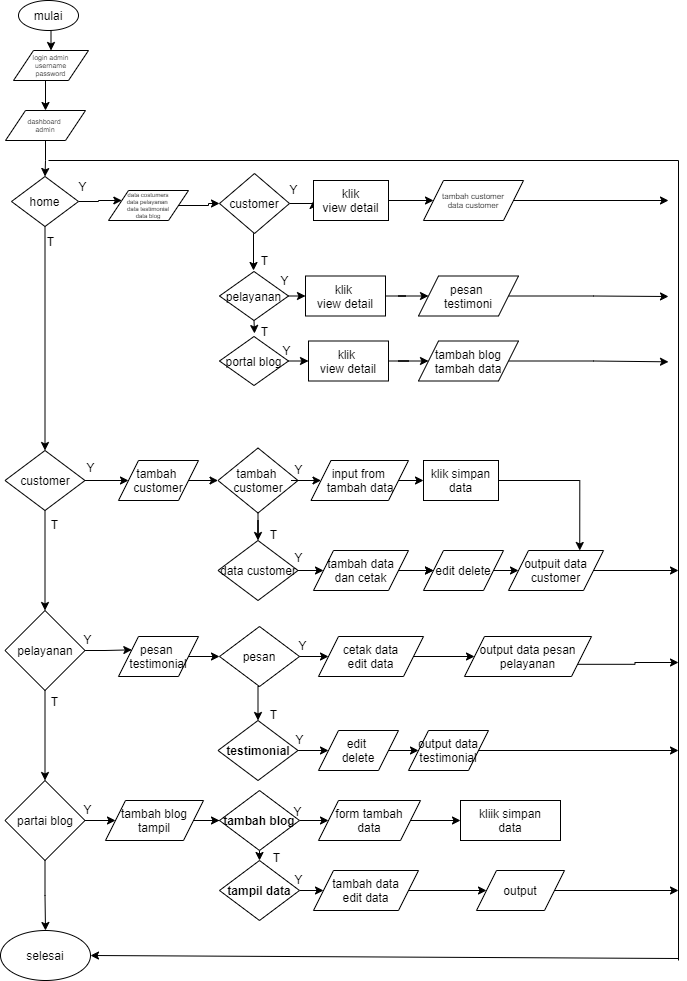 mulai
login admin
username
password
dashboard
admin
home
Y
data costumers
data pelayanan
data testimonial
data blog
customer
Y
klik
view detail
tambah customer
data customer
T
T
pelayanan
Y
klik
view detail
pesan
testimoni
T
portal blog
Y
klik
view detail
tambah blog
tambah data
customer
Y
tambah
customer
tambah
customer
Y
input from
tambah data
klik simpan
data
T
T
data customer
Y
tambah data
dan cetak
edit delete
outpuit data
customer
pelayanan
Y
pesan
testimonial
pesan
Y
cetak data
edit data
output data pesan
pelayanan
T
T
testimonial
Y
edit
delete
output data
testimonial
partai blog
Y
tambah blog
tampil
tambah blog
Y
form tambah
data
kliik simpan
data
T
tampil data
Y
tambah data
edit data
output
selesai